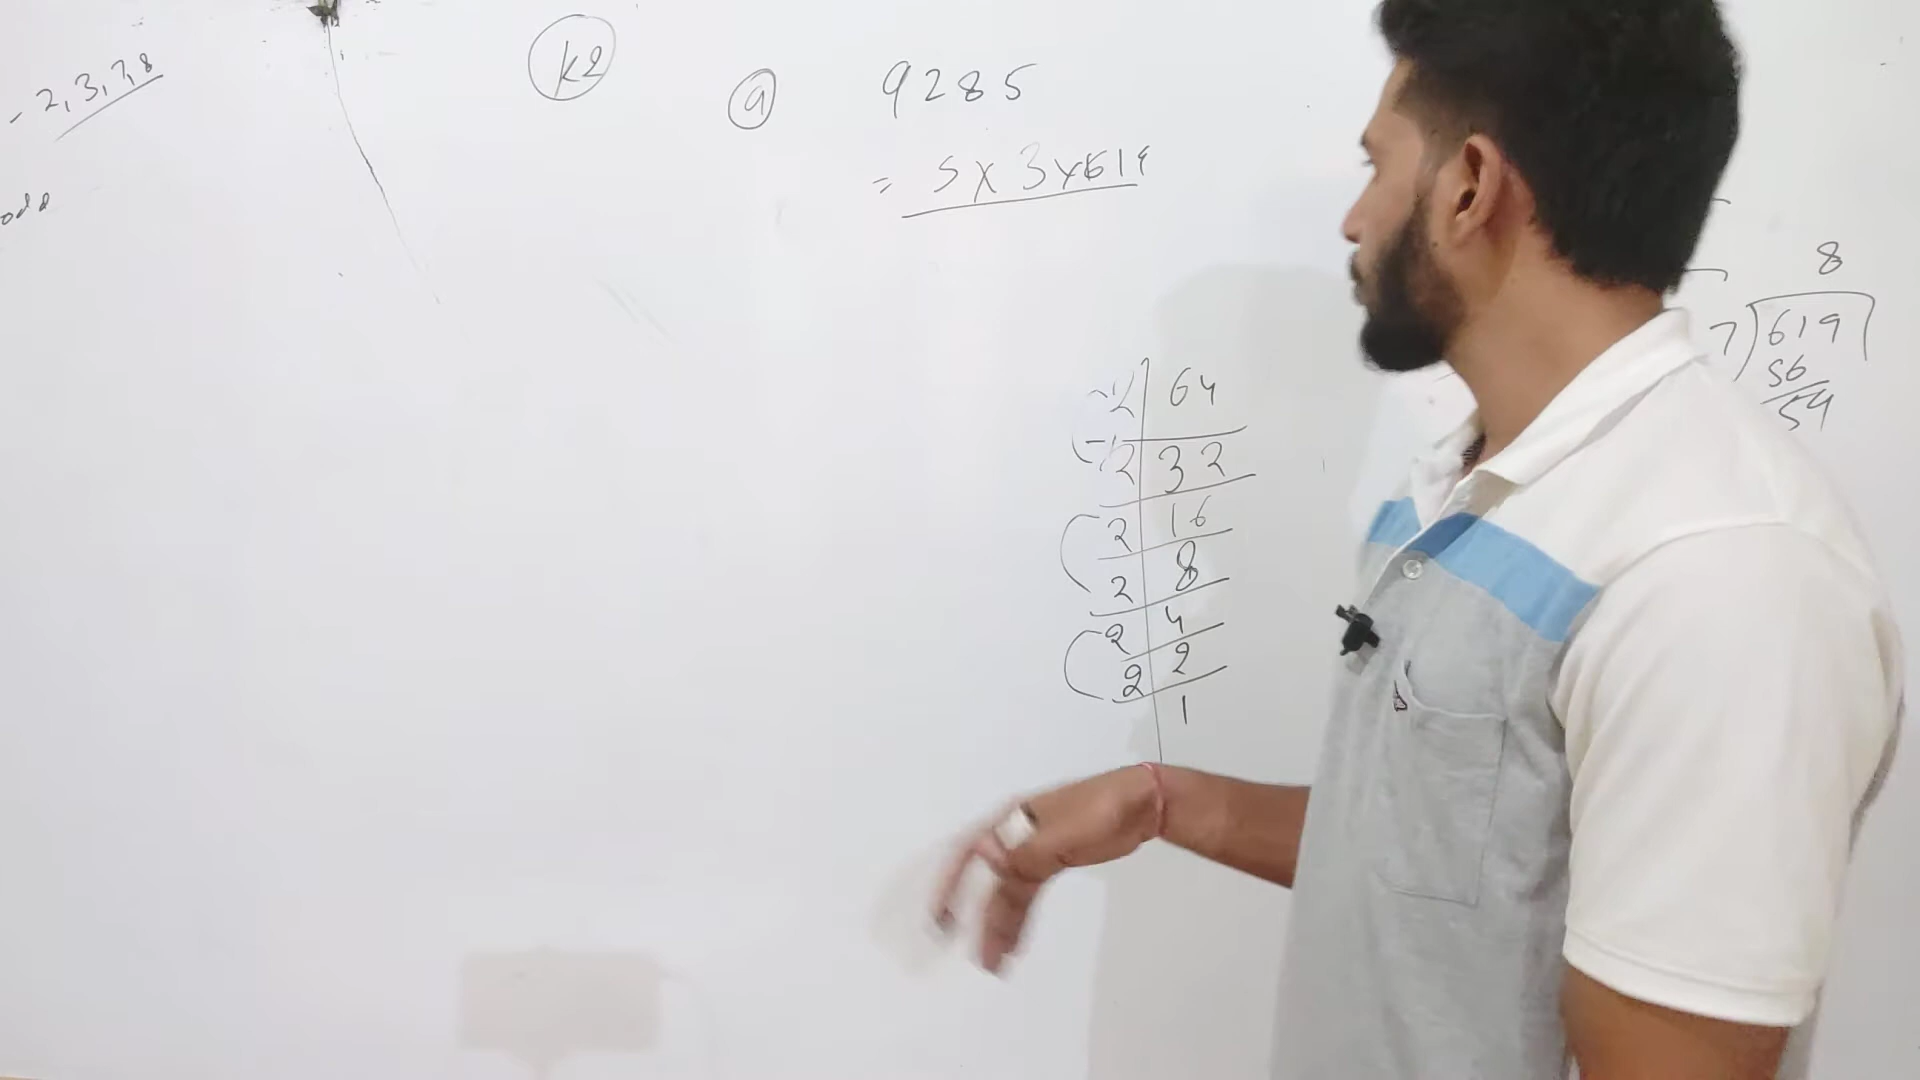 - 2, 3, 7, 8
odd
k2
a 9285
= 5 x 3 x 619
2 64
2 32
2 16
2 8
2 4
2 2
1
8
7 ) 619
56
59